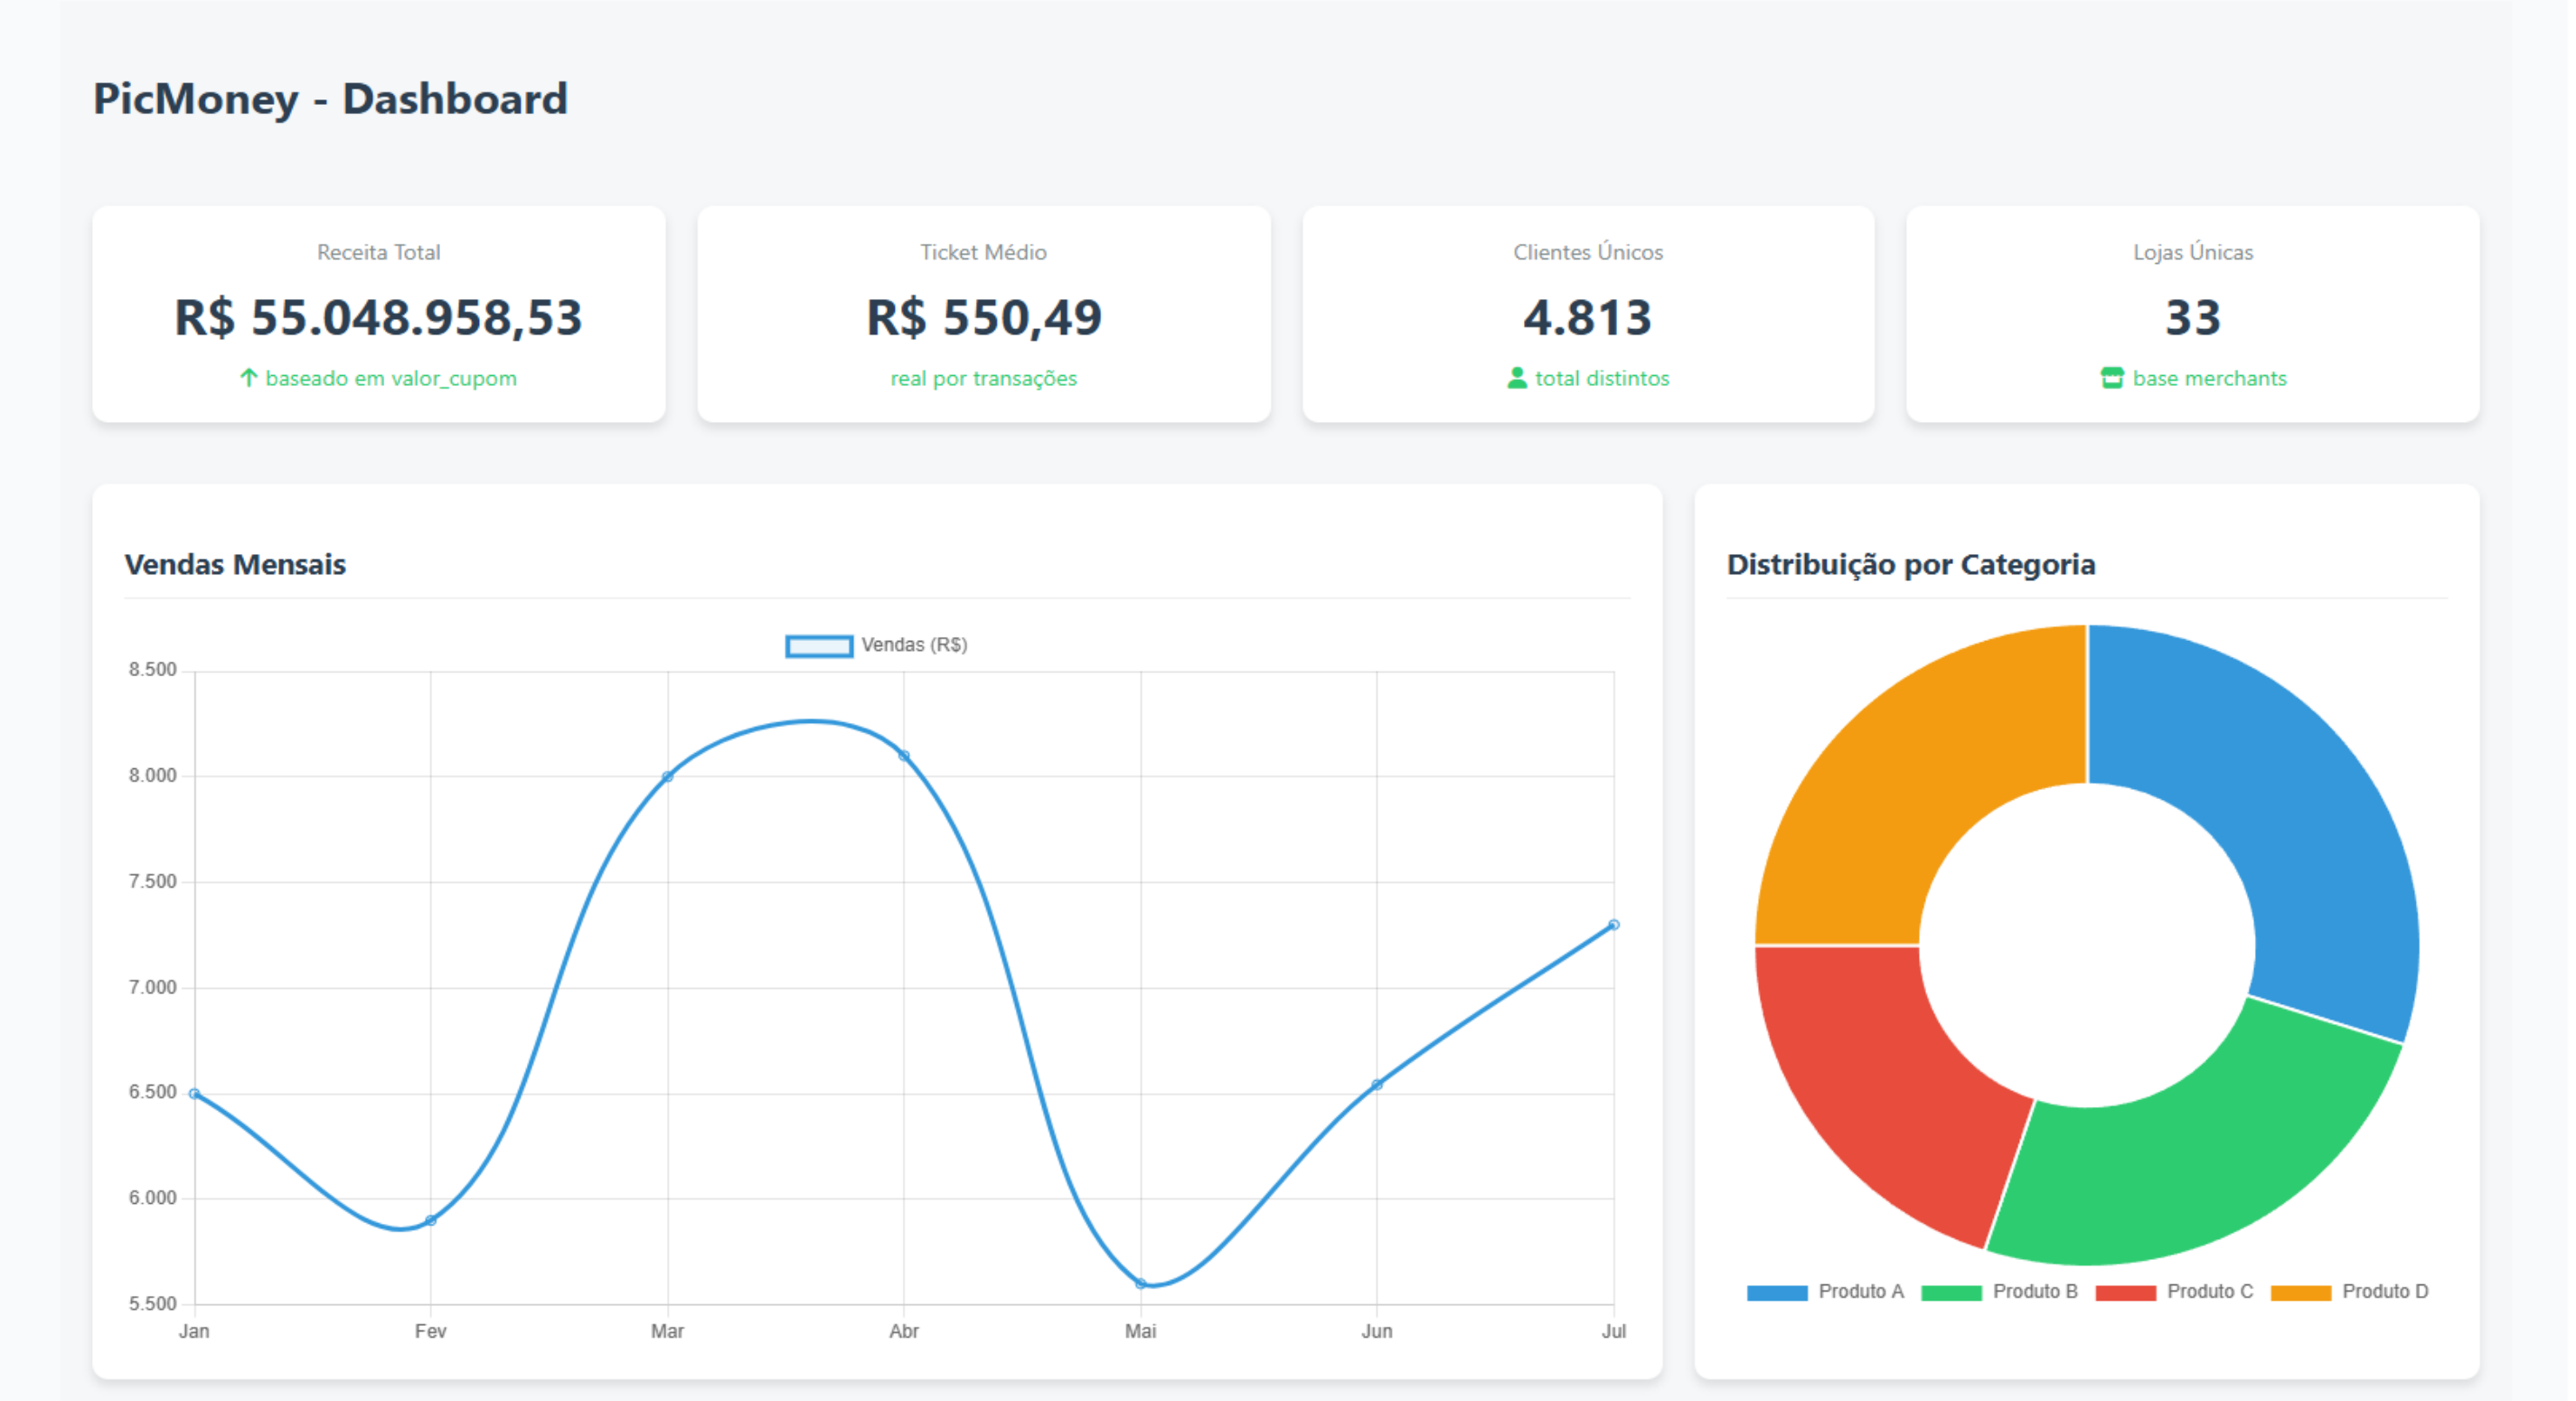 PicMoney - Dashboard
Receita Total
R$ 55.048.958,53
baseado em valor_cupom
Ticket Médio
R$ 550,49
real por transações
Clientes Únicos
4.813
total distintos
Lojas Únicas
33
base merchants
Vendas Mensais
Vendas (R$)
8.500
8.000
7.500
7.000
6.500
6.000
5.500
Jan Fev Mar Abr Mai Jun Jul
Distribuição por Categoria
Produto A Produto B Produto C Produto D